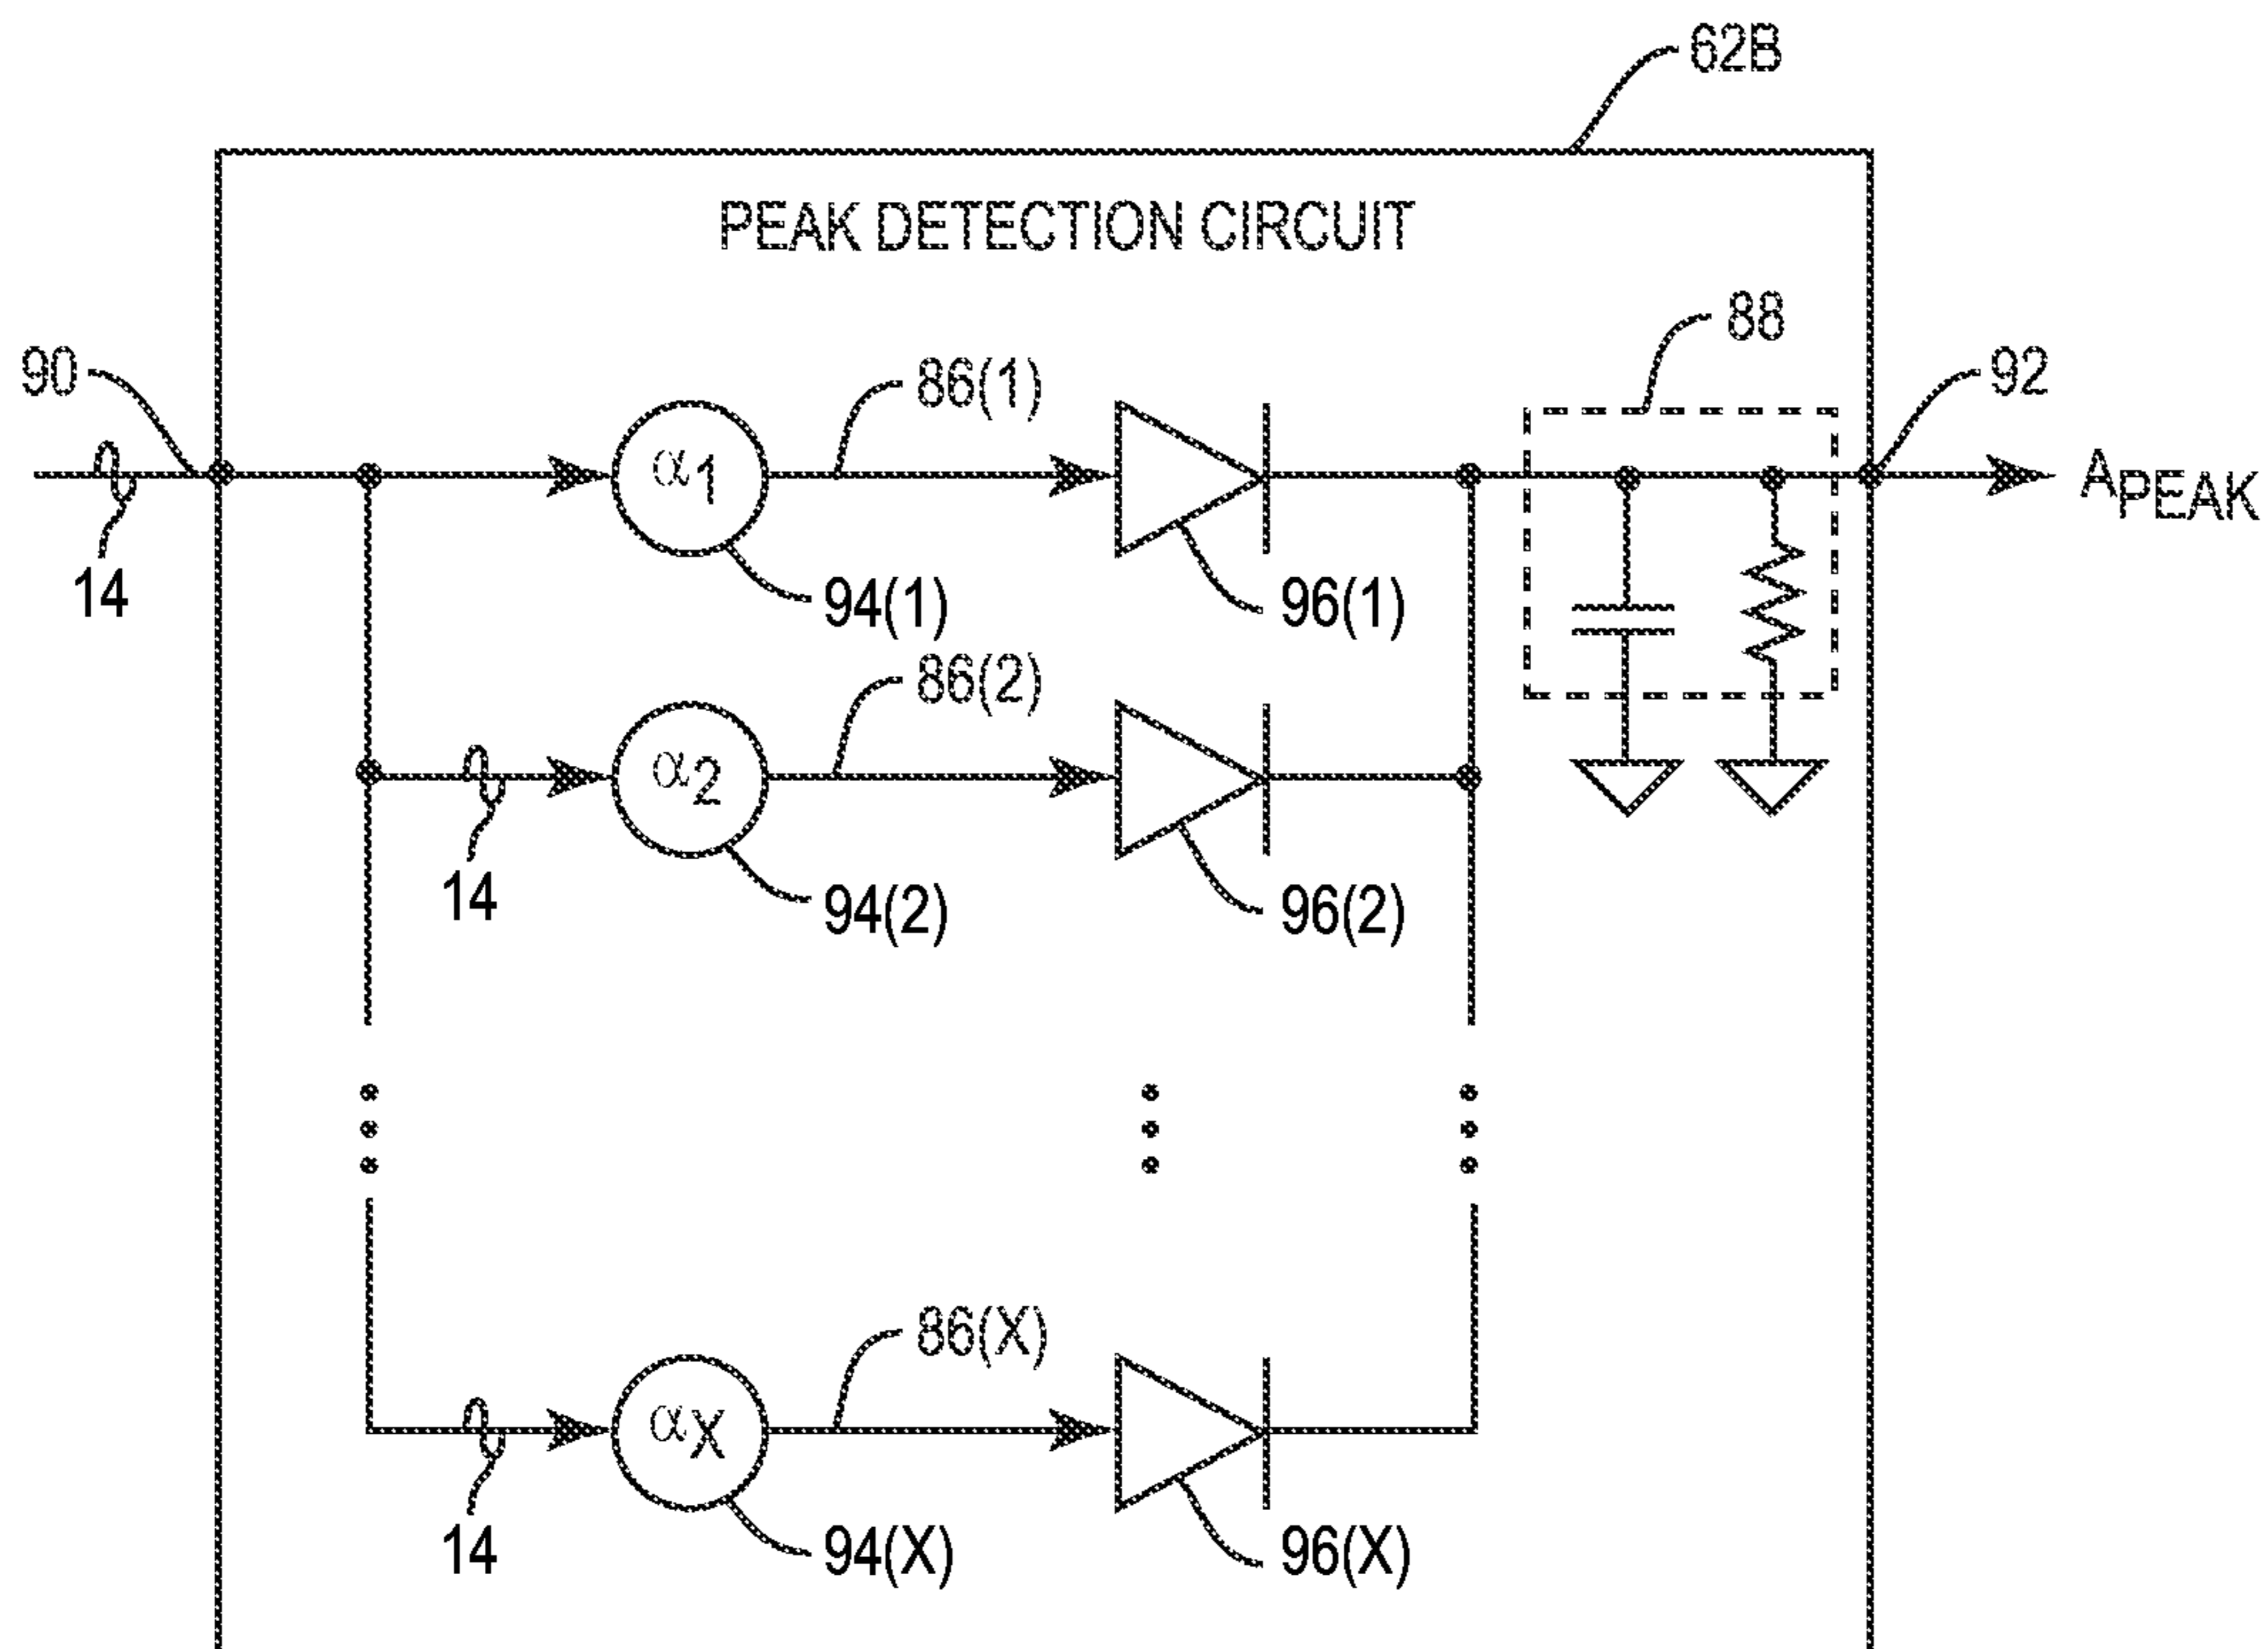 62B
PEAK DETECTION CIRCUIT
88
90
86(1)
92
α1
APEAK
14
94(1)
96(1)
86(2)
α2
14
94(2)
96(2)
86(X)
αX
14
94(X)
96(X)